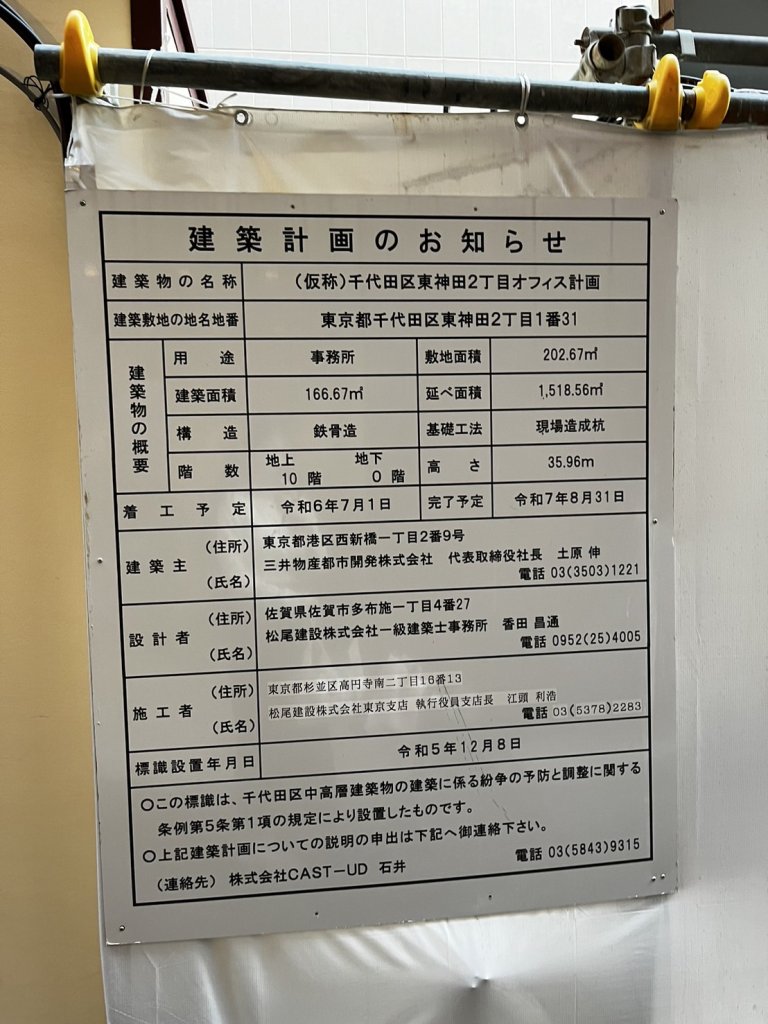 建築計画のお知らせ
建築物の名称 (仮称)千代田区東神田2丁目オフィス計画
建築敷地の地名地番 東京都千代田区東神田2丁目1番31
建築物の概要
用途 事務所 敷地面積 202.67㎡
建築面積 166.67㎡ 延べ面積 1,518.56㎡
構造 鉄骨造 基礎工法 現場造成杭
階数 地上 10階 地下 0階 高さ 35.96m
着工予定 令和6年7月1日 完了予定 令和7年8月31日
建築主 (住所) 東京都港区西新橋一丁目2番9号
(氏名) 三井物産都市開発株式会社 代表取締役社長 土原 伸
電話 03(3503)1221
設計者 (住所) 佐賀県佐賀市多布施一丁目4番27
(氏名) 松尾建設株式会社一級建築士事務所 香田 昌通
電話 0952(25)4005
施工者 (住所) 東京都杉並区高円寺南二丁目16番13
(氏名) 松尾建設株式会社東京支店 執行役員支店長 江頭 利浩
電話 03(5378)2283
標識設置年月日 令和5年12月8日
○この標識は、千代田区中高層建築物の建築に係る紛争の予防と調整に関する
条例第5条第1項の規定により設置したものです。
○上記建築計画についての説明の申出は下記へ御連絡下さい。
(連絡先) 株式会社CAST-UD 石井 電話 03(5843)9315